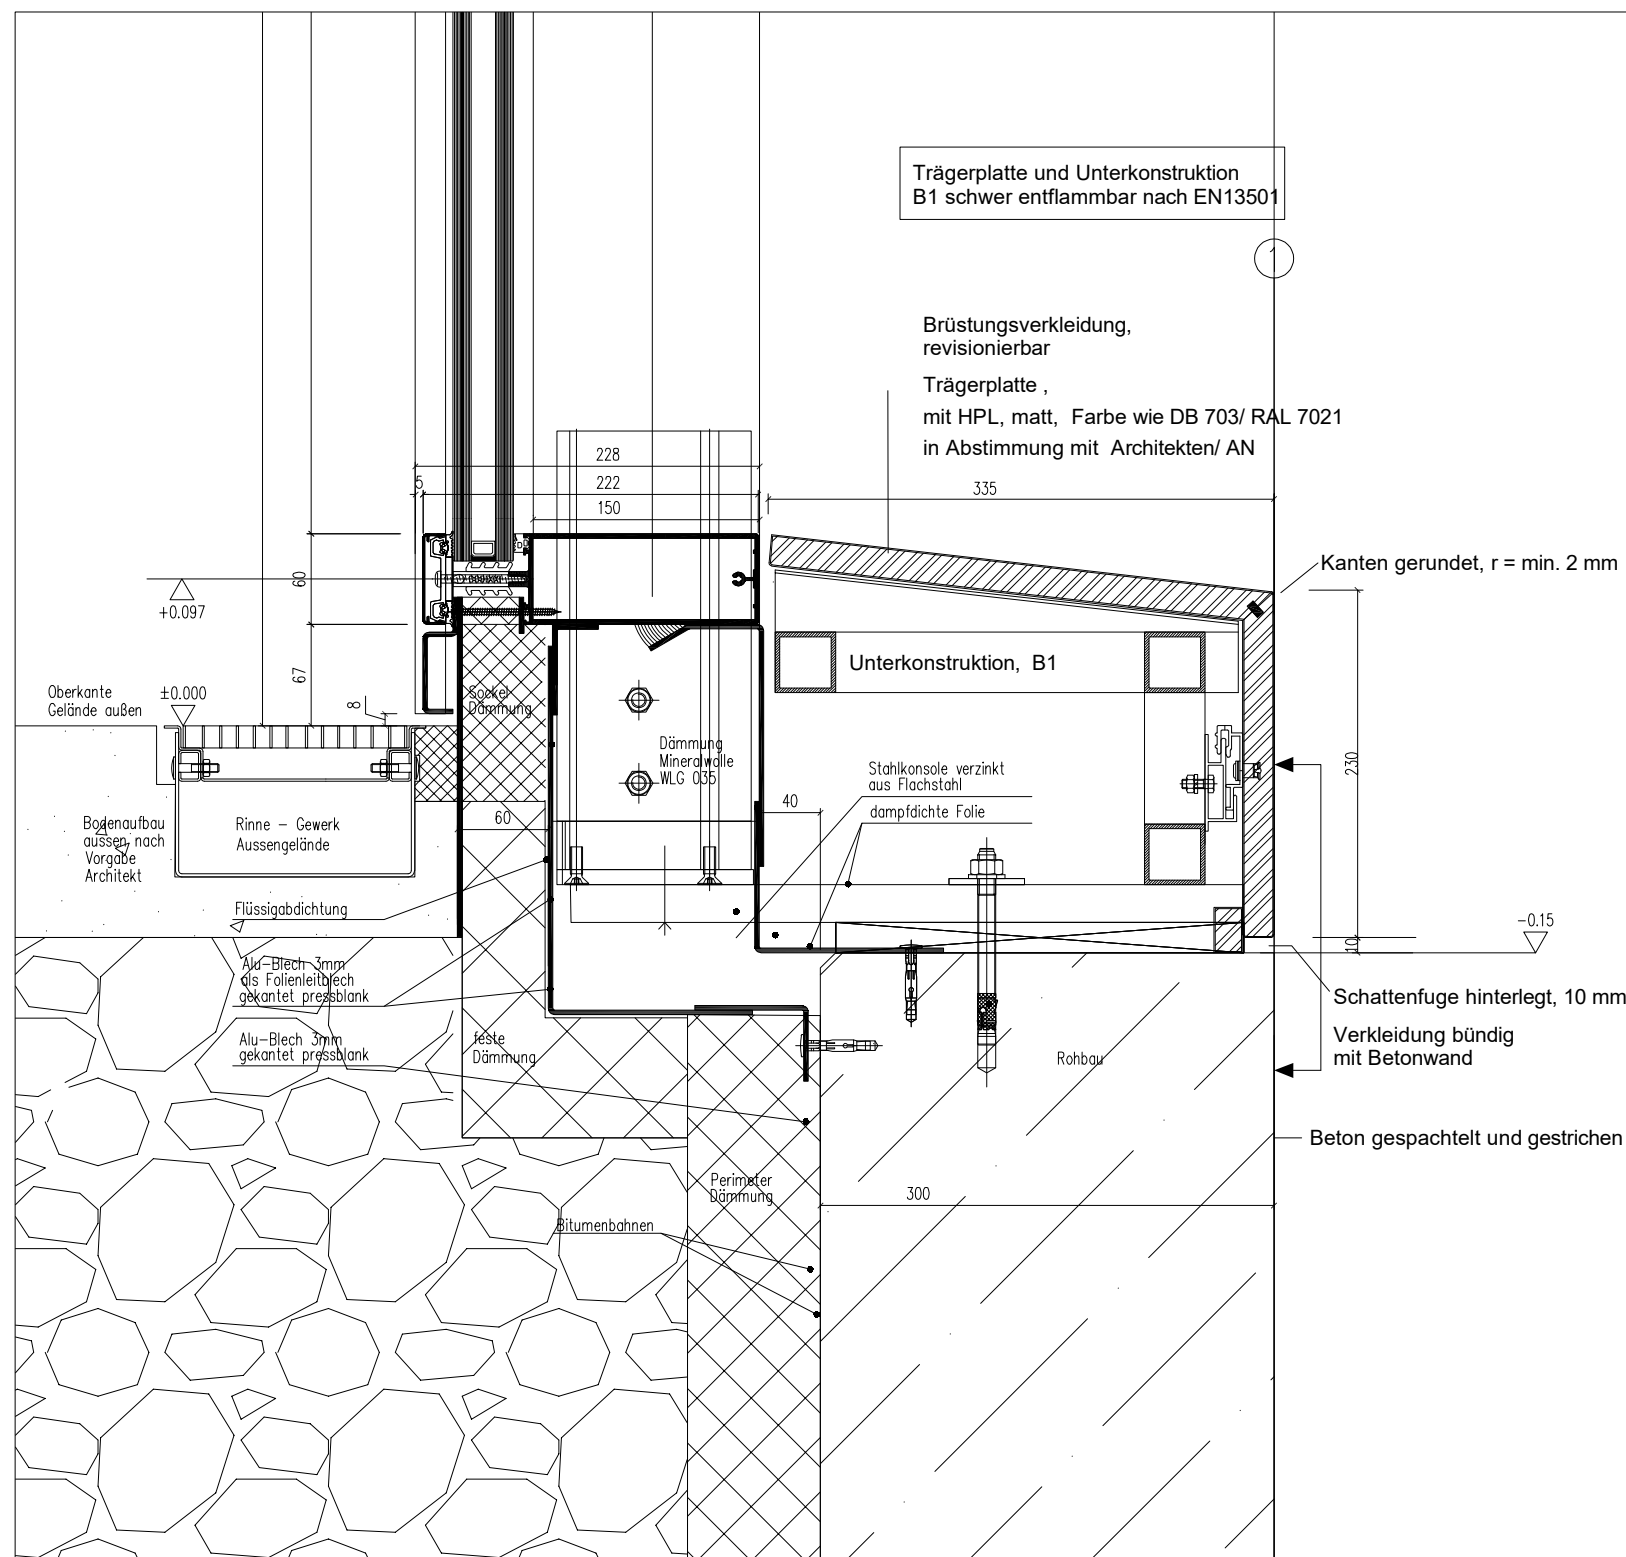 Trägerplatte und Unterkonstruktion
B1 schwer entflammbar nach EN13501
1
Brüstungsverkleidung,
revisionierbar
Trägerplatte ,
mit HPL, matt, Farbe wie DB 703/ RAL 7021
in Abstimmung mit Architekten/ AN
228
5
222
150
335
Kanten gerundet, r = min. 2 mm
60
+0.097
67
Unterkonstruktion, B1
Oberkante
Gelände außen
±0.000
8
Sockel-
Dämmung
Dämmung
Mineralwolle
WLG 035
Stahlkonsole verzinkt
aus Flachstahl
dampfdichte Folie
40
230
60
Bodenaufbau
aussen nach
Vorgabe
Architekt
Rinne – Gewerk
Aussengelände
Flüssigabdichtung
-0.15
10
Alu-Blech 3mm
als Folienleitblech
gekantet pressblank
Schattenfuge hinterlegt, 10 mm
Verkleidung bündig
mit Betonwand
Alu-Blech 3mm
gekantet pressblank
feste
Dämmung
Rohbau
Beton gespachtelt und gestrichen
Perimeter
Dämmung
300
Bitumenbahnen